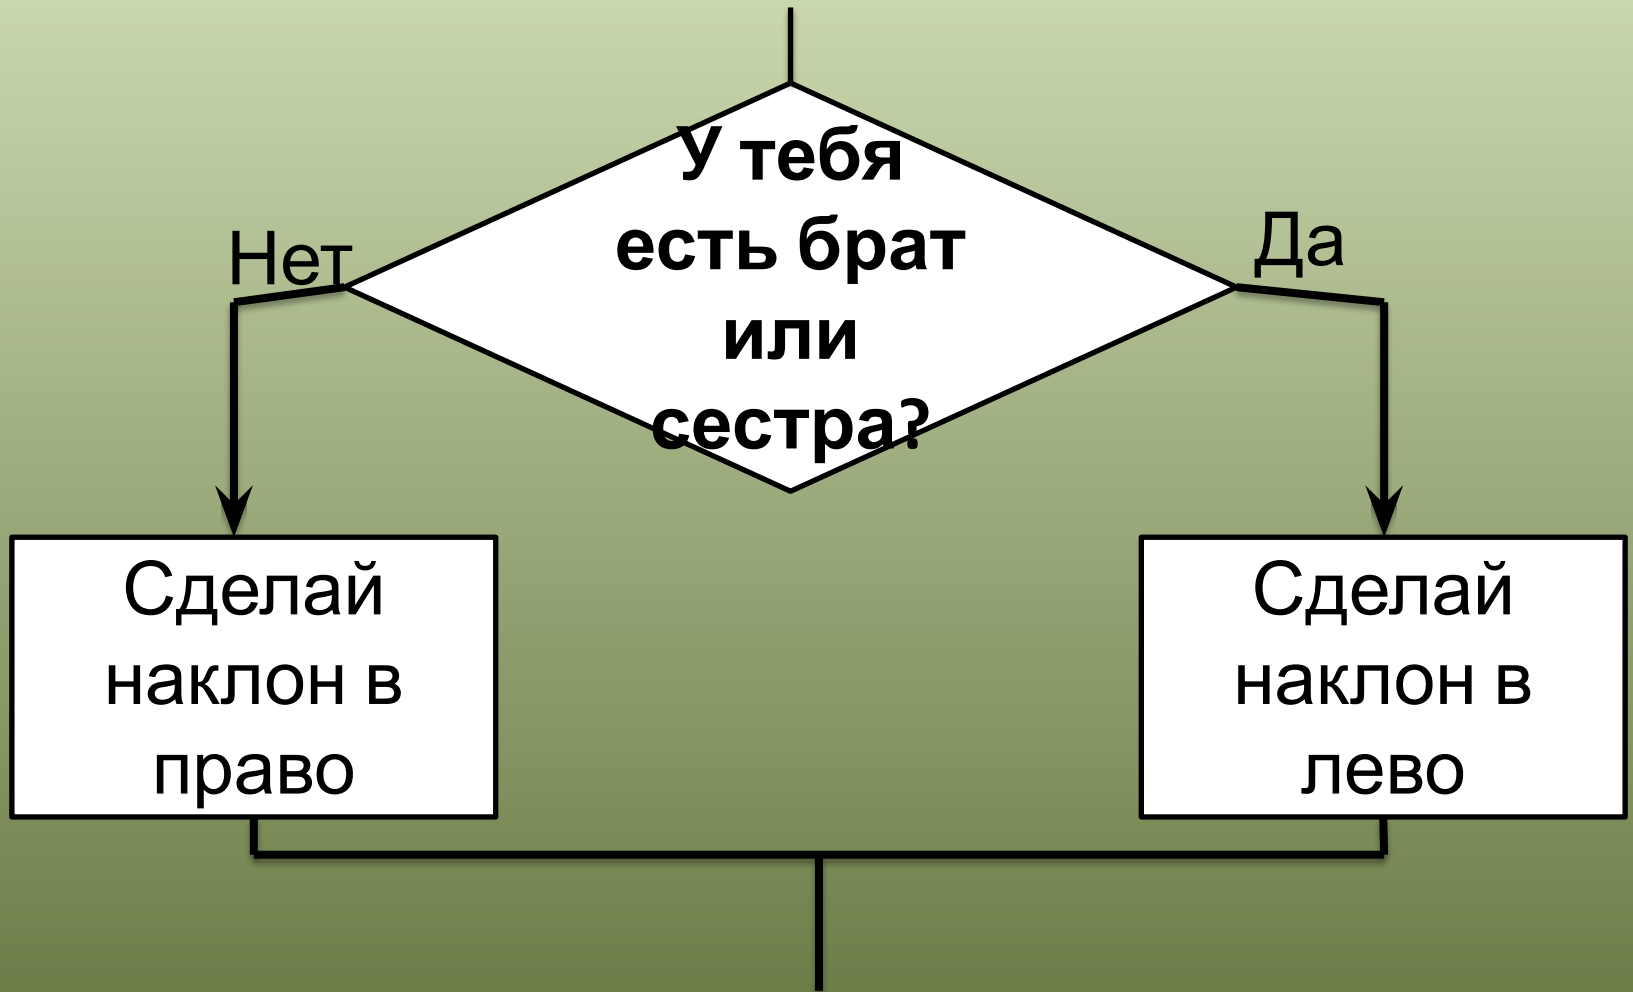 У тебя
есть брат
или
сестра?
Нет
Да
Сделай
наклон в
право
Сделай
наклон в
лево